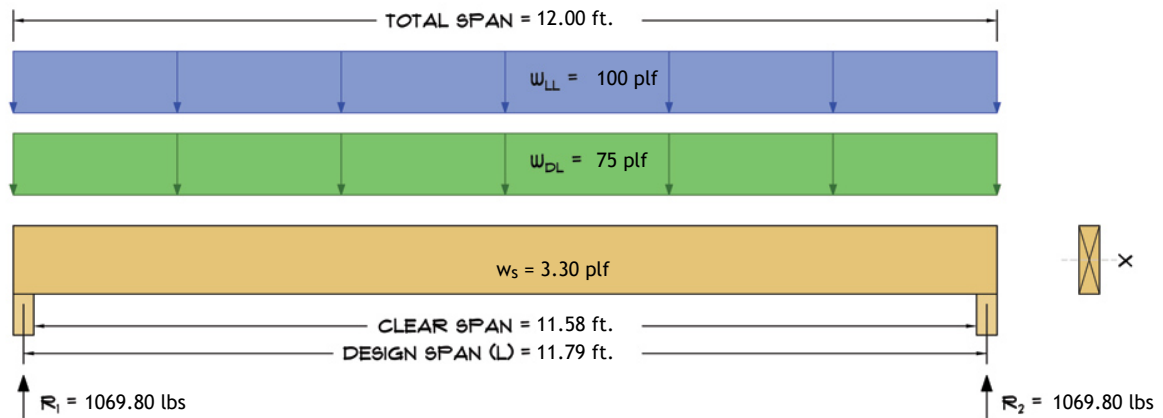 TOTAL SPAN = 12.00 ft.
WLL = 100 plf
WDL = 75 plf
ws = 3.30 plf
X
CLEAR SPAN = 11.58 ft.
DESIGN SPAN (L) = 11.79 ft.
R1 = 1069.80 lbs
R2 = 1069.80 lbs